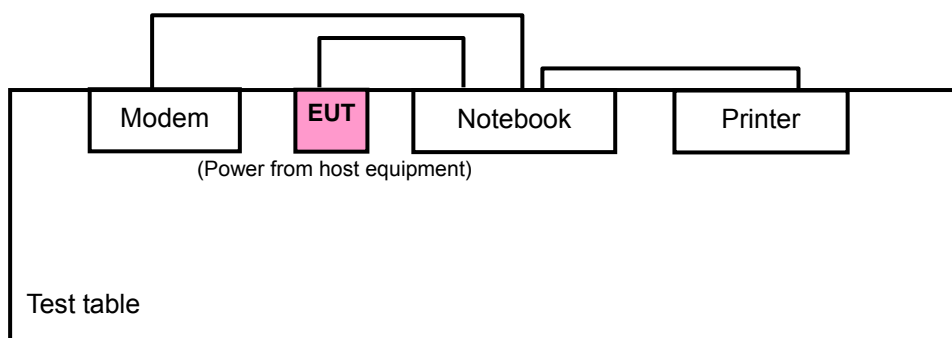 Modem
EUT
Notebook
Printer
(Power from host equipment)
Test table